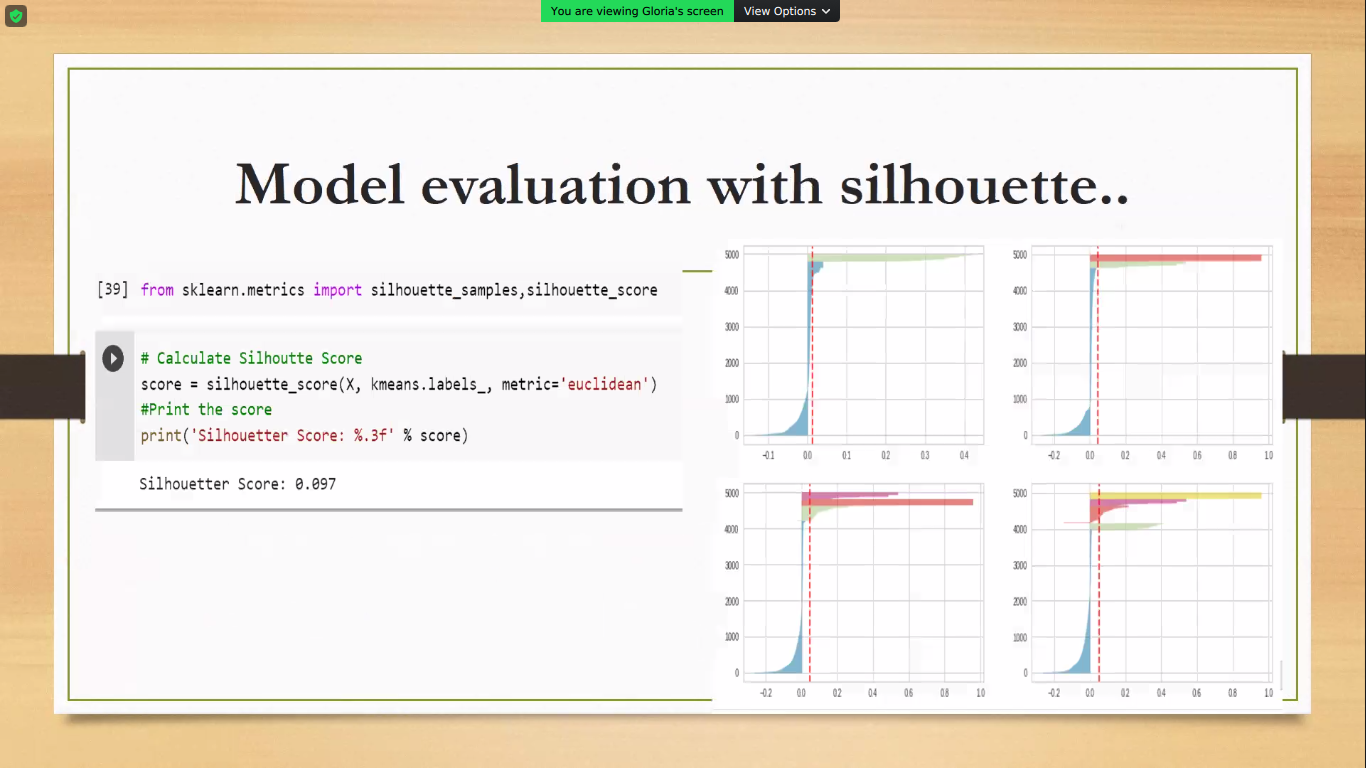 You are viewing Gloria's screen
View Options
Model evaluation with silhouette..
[39] from sklearn.metrics import silhouette_samples,silhouette_score
# Calculate Silhoutte Score
score = silhouette_score(X, kmeans.labels_, metric='euclidean')
#Print the score
print('Silhouetter Score: %.3f' % score)
Silhouetter Score: 0.097
5000
4000
3000
2000
1000
0
−0.1 0.0 0.1 0.2 0.3 0.4
5000
4000
3000
2000
1000
0
−0.2 0.0 0.2 0.4 0.6 0.8 1.0
5000
4000
3000
2000
1000
0
−0.2 0.0 0.2 0.4 0.6 0.8 1.0
5000
4000
3000
2000
1000
0
−0.2 0.0 0.2 0.4 0.6 0.8 1.0